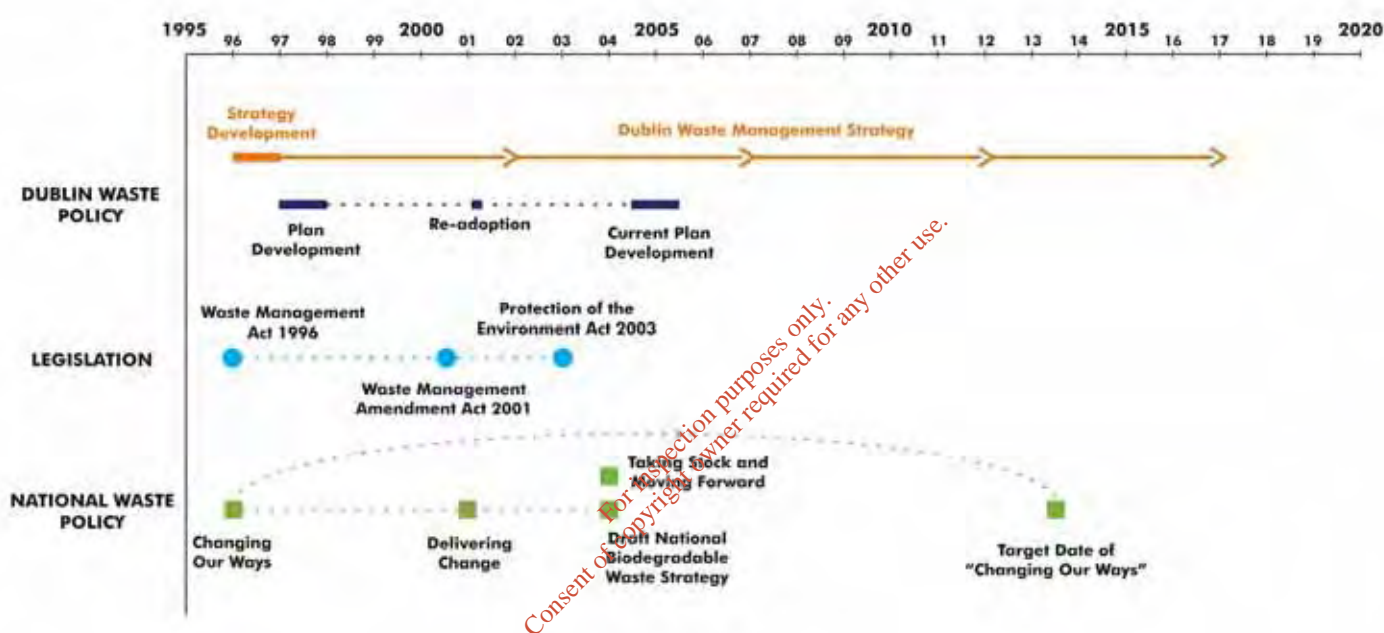 1995 96 97 98 99 2000 01 02 03 04 2005 06 07 08 09 2010 11 12 13 14 2015 16 17 18 19 2020
Strategy
Development
Dublin Waste Management Strategy
DUBLIN WASTE
POLICY
Plan
Development
Re-adoption
Current Plan
Development
Waste Management
Act 1996
Protection of the
Environment Act 2003
LEGISLATION
Waste Management
Amendment Act 2001
Taking Stock and
Moving Forward
NATIONAL WASTE
POLICY
Changing
Our Ways
Delivering
Change
Draft National
Biodegradable
Waste Strategy
Target Date of
"Changing Our Ways"
For inspection purposes only.
Consent of copyright owner required for any other use.